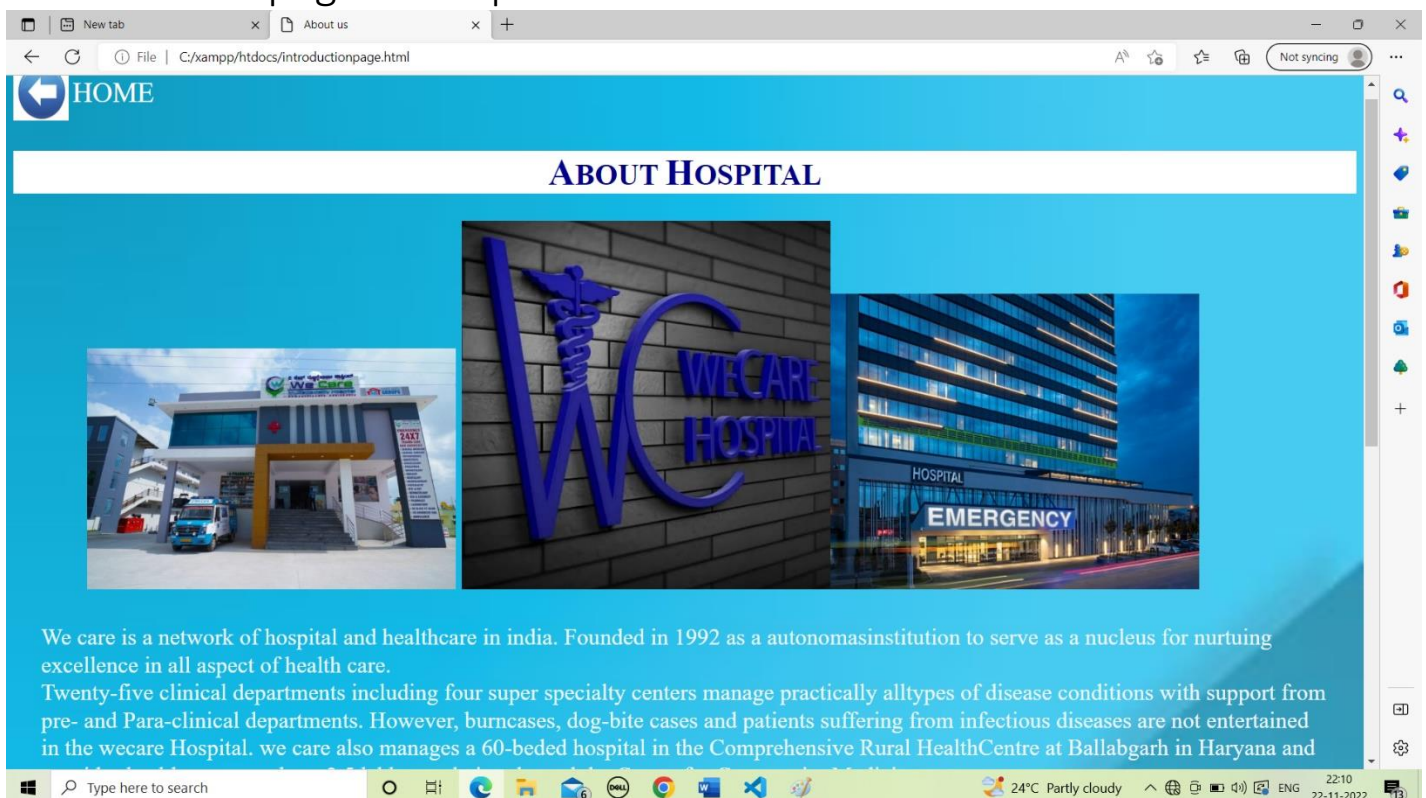 New tab
About us
File | C:/xampp/htdocs/introductionpage.html
Not syncing
HOME
ABOUT HOSPITAL
We Care
24X7
WECARE
HOSPITAL
HOSPITAL
EMERGENCY
We care is a network of hospital and healthcare in india. Founded in 1992 as a autonomasinstitution to serve as a nucleus for nurtuing
excellence in all aspect of health care.
Twenty-five clinical departments including four super specialty centers manage practically alltypes of disease conditions with support from
pre- and Para-clinical departments. However, burncases, dog-bite cases and patients suffering from infectious diseases are not entertained
in the wecare Hospital. we care also manages a 60-beded hospital in the Comprehensive Rural HealthCentre at Ballabgarh in Haryana and
Type here to search
6
DELL
24°C Partly cloudy
ENG
22:10
22-11-2022
13